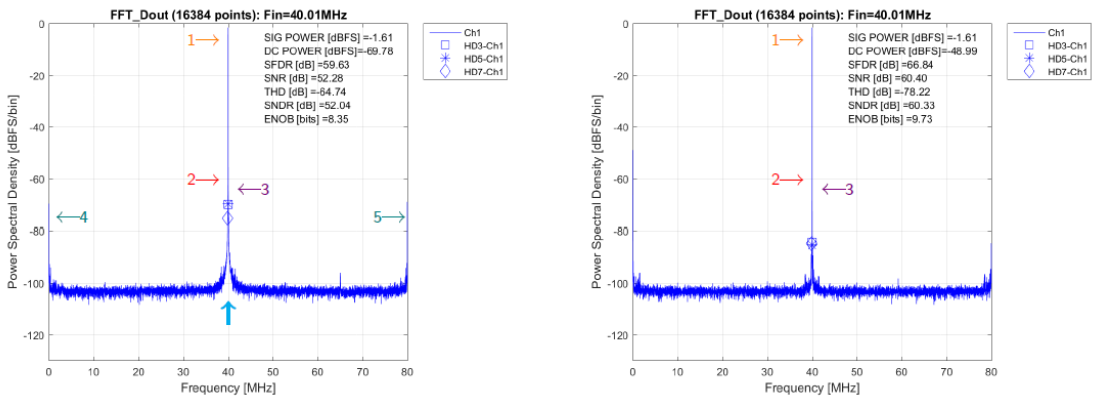 FFT_Dout (16384 points): Fin=40.01MHz
SIG POWER [dBFS]=-1.61
DC POWER [dBFS]=-69.78
SFDR [dB] =59.63
SNR [dB] =52.28
THD [dB] =-64.74
SNDR [dB] =52.04
ENOB [bits] =8.35
Ch1
HD3-Ch1
HD5-Ch1
HD7-Ch1
1
2
3
4
5
0
-20
-40
-60
-80
-100
-120
Power Spectral Density [dBFS/bin]
0 10 20 30 40 50 60 70 80
Frequency [MHz]
FFT_Dout (16384 points): Fin=40.01MHz
SIG POWER [dBFS] =-1.61
DC POWER [dBFS]=-48.99
SFDR [dB] =66.84
SNR [dB] =60.40
THD [dB] =-78.22
SNDR [dB] =60.33
ENOB [bits] =9.73
Ch1
HD3-Ch1
HD5-Ch1
HD7-Ch1
1
2
3
0
-20
-40
-60
-80
-100
-120
Power Spectral Density [dBFS/bin]
0 10 20 30 40 50 60 70 80
Frequency [MHz]